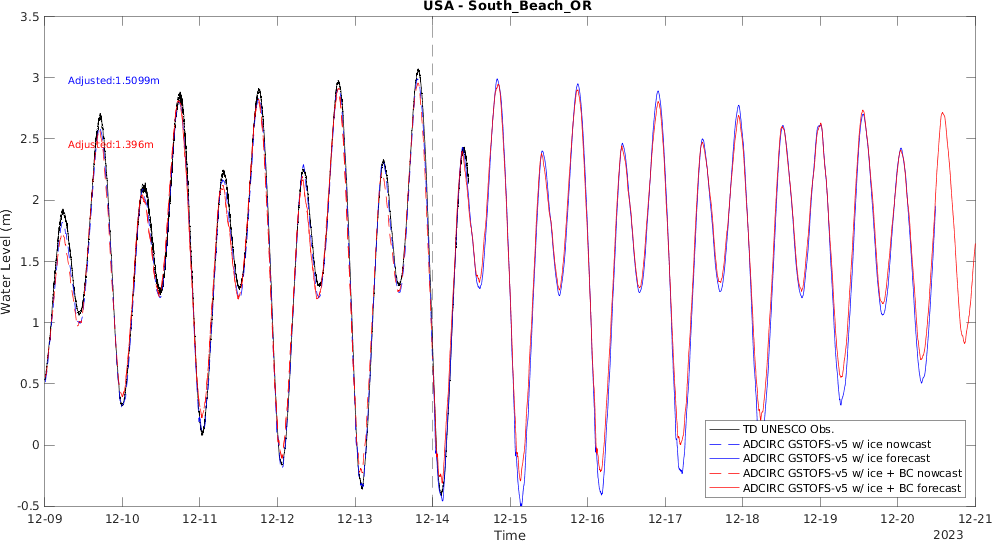 USA - South_Beach_OR
3.5
3
2.5
2
1.5
1
0.5
0
-0.5
Water Level (m)
Adjusted:1.5099m
Adjusted:1.396m
TD UNESCO Obs.
ADCIRC GSTOFS-v5 w/ ice nowcast
ADCIRC GSTOFS-v5 w/ ice forecast
ADCIRC GSTOFS-v5 w/ ice + BC nowcast
ADCIRC GSTOFS-v5 w/ ice + BC forecast
12-09 12-10 12-11 12-12 12-13 12-14 12-15 12-16 12-17 12-18 12-19 12-20 12-21
Time
2023